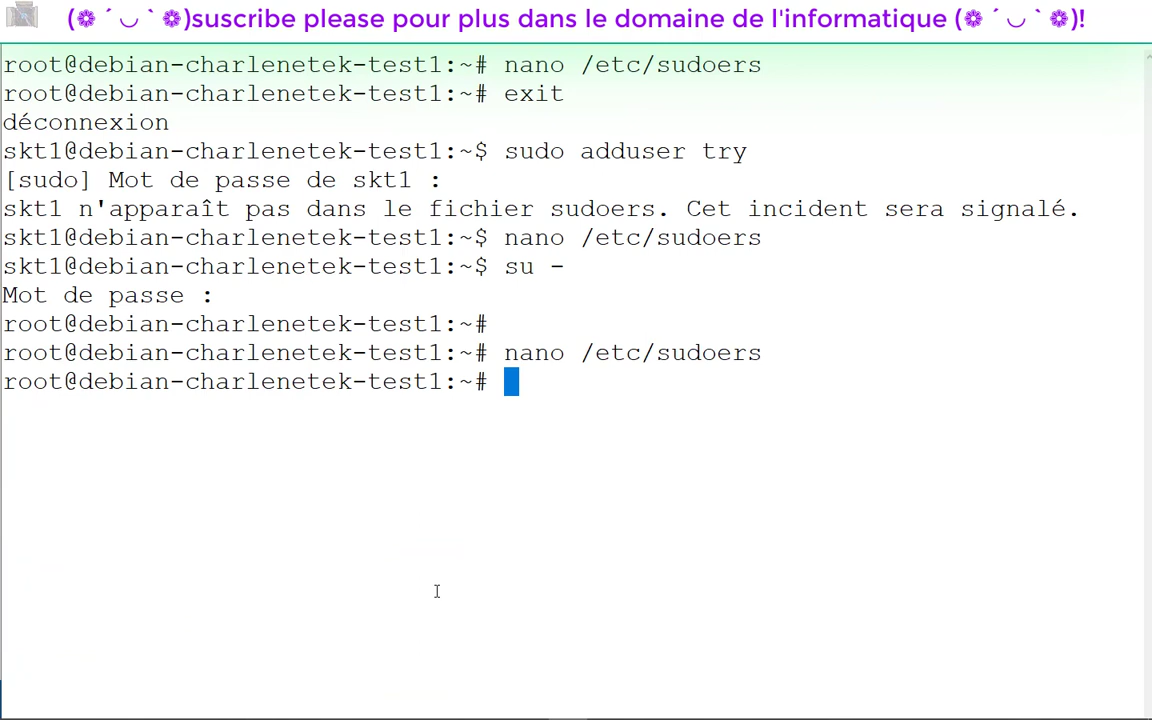 (❁´◡`❁)suscribe please pour plus dans le domaine de l'informatique (❁´◡`❁)!
root@debian-charlenetek-test1:~# nano /etc/sudoers
root@debian-charlenetek-test1:~# exit
déconnexion
skt1@debian-charlenetek-test1:~$ sudo adduser try
[sudo] Mot de passe de skt1 :
skt1 n'apparaît pas dans le fichier sudoers. Cet incident sera signalé.
skt1@debian-charlenetek-test1:~$ nano /etc/sudoers
skt1@debian-charlenetek-test1:~$ su -
Mot de passe :
root@debian-charlenetek-test1:~#
root@debian-charlenetek-test1:~# nano /etc/sudoers
root@debian-charlenetek-test1:~#